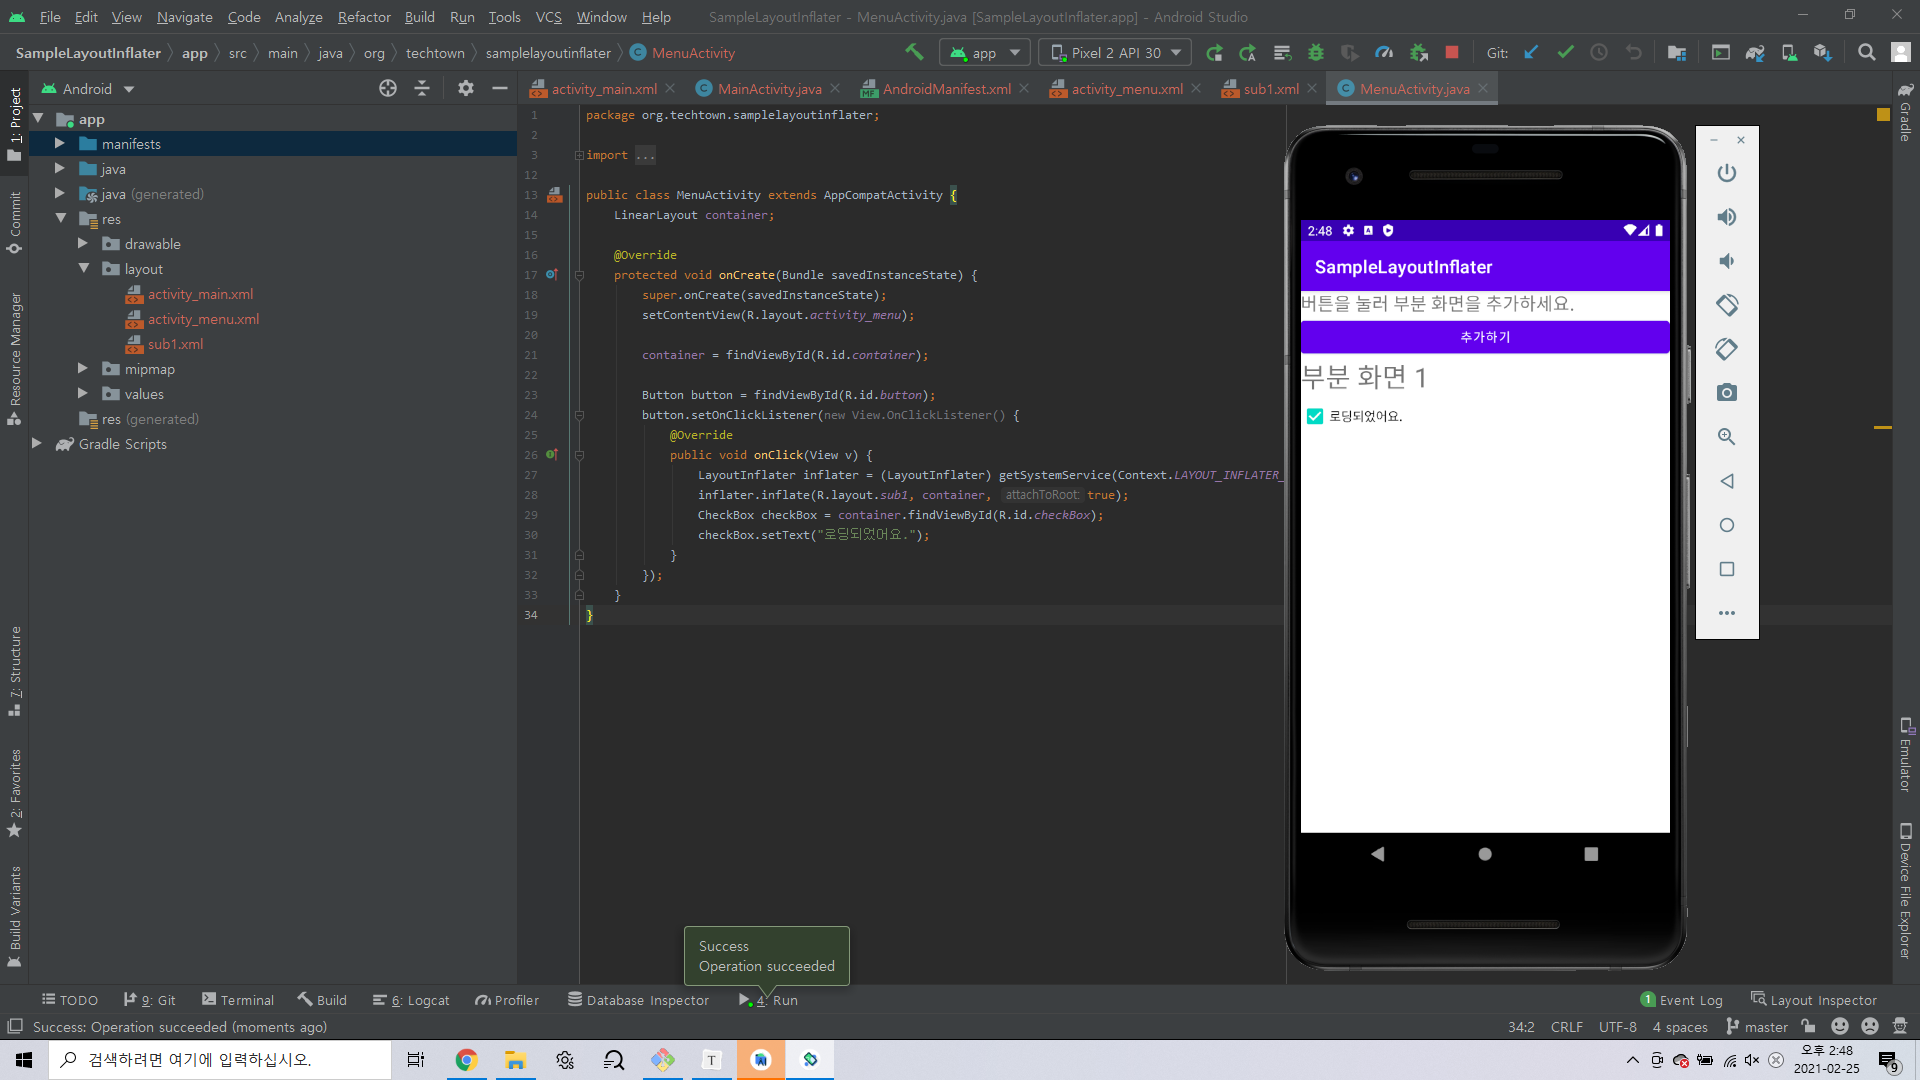 File Edit View Navigate Code Analyze Refactor Build Run Tools VCS Window Help SampleLayoutInflater - MenuActivity.java [SampleLayoutInflater.app] - Android Studio
SampleLayoutInflater app src main java org techtown samplelayoutinflater MenuActivity app Pixel 2 API 30 Git:
Android
activity_main.xml MainActivity.java AndroidManifest.xml activity_menu.xml sub1.xml MenuActivity.java
1: Project
Commit
Resource Manager
7: Structure
2: Favorites
Build Variants
app
manifests
java
java (generated)
res
drawable
layout
activity_main.xml
activity_menu.xml
sub1.xml
mipmap
values
res (generated)
Gradle Scripts
1 package org.techtown.samplelayoutinflater;
2
3 import ...
12
13 public class MenuActivity extends AppCompatActivity {
14 LinearLayout container;
15
16 @Override
17 protected void onCreate(Bundle savedInstanceState) {
18 super.onCreate(savedInstanceState);
19 setContentView(R.layout.activity_menu);
20
21 container = findViewById(R.id.container);
22
23 Button button = findViewById(R.id.button);
24 button.setOnClickListener(new View.OnClickListener() {
25 @Override
26 public void onClick(View v) {
27 LayoutInflater inflater = (LayoutInflater) getSystemService(Context.LAYOUT_INFLATER_
28 inflater.inflate(R.layout.sub1, container, attachToRoot: true);
29 CheckBox checkBox = container.findViewById(R.id.checkBox);
30 checkBox.setText("로딩되었어요.");
31 }
32 });
33 }
34 }
2:48
SampleLayoutInflater
버튼을 눌러 부분 화면을 추가하세요.
추가하기
부분 화면 1
로딩되었어요.
Gradle
Emulator
Device File Explorer
Success
Operation succeeded
TODO 9: Git Terminal Build 6: Logcat Profiler Database Inspector 4: Run 1 Event Log Layout Inspector
Success: Operation succeeded (moments ago) 34:2 CRLF UTF-8 4 spaces master
검색하려면 여기에 입력하십시오.
오후 2:48
2021-02-25
9